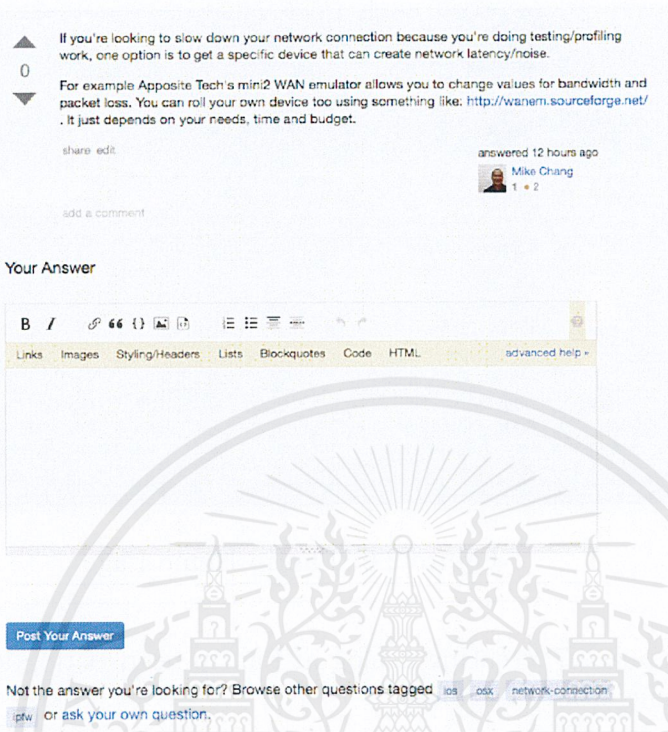 If you're looking to slow down your network connection because you're doing testing/profiling
work, one option is to get a specific device that can create network latency/noise.
0
For example Apposite Tech's mini2 WAN emulator allows you to change values for bandwidth and
packet loss. You can roll your own device too using something like: http://wanem.sourceforge.net/
. It just depends on your needs, time and budget.
share edit
answered 12 hours ago
Mike Chang
1 2
add a comment
Your Answer
B I
Links Images Styling/Headers Lists Blockquotes Code HTML advanced help »
Post Your Answer
Not the answer you're looking for? Browse other questions tagged ios osx network-connection
ipfw or ask your own question.